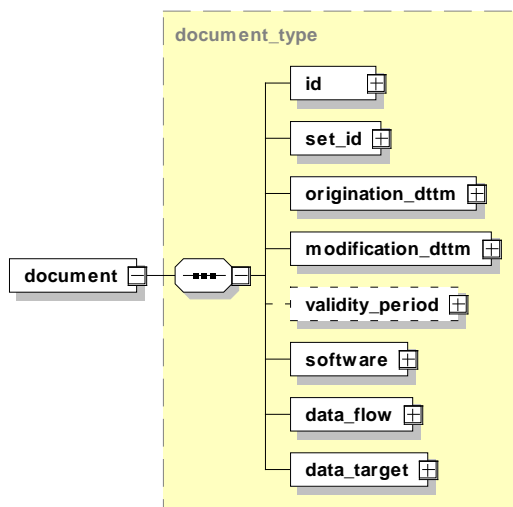 document_type
id
set_id
origination_dttm
modification_dttm
document
validity_period
software
data_flow
data_target